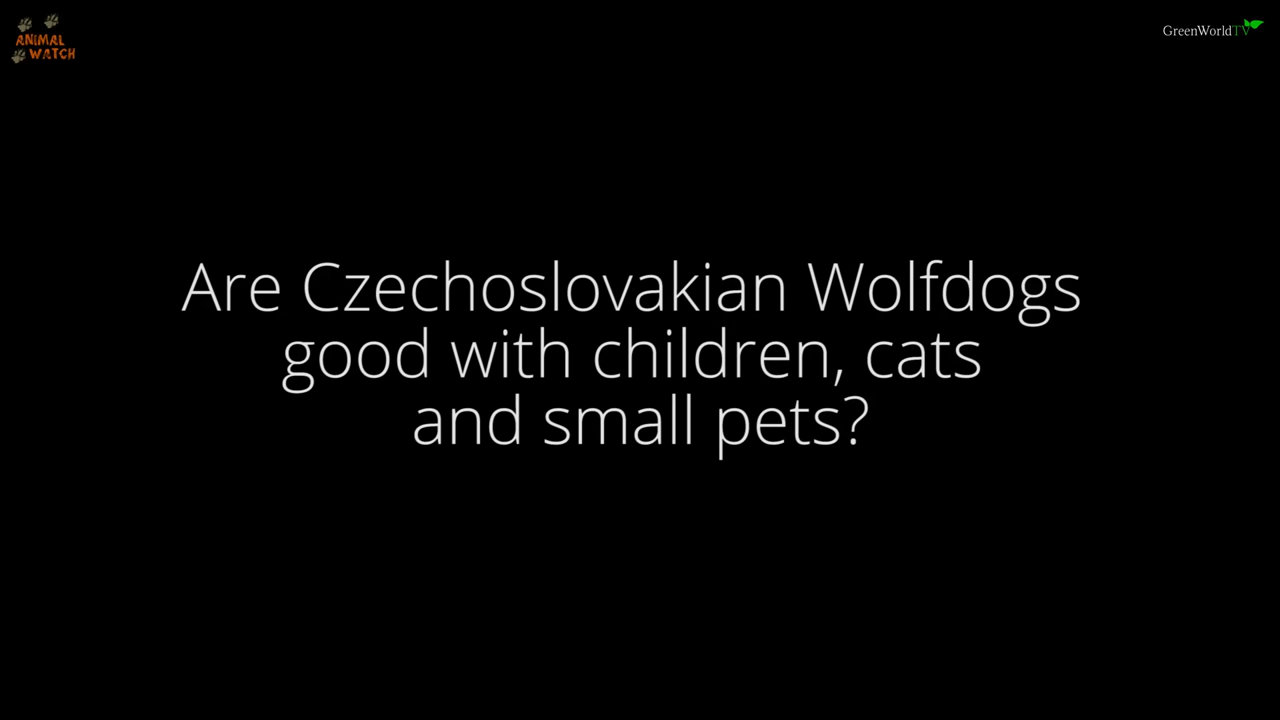 ANIMAL
WATCH
GreenWorldTV
Are Czechoslovakian Wolfdogs
good with children, cats
and small pets?